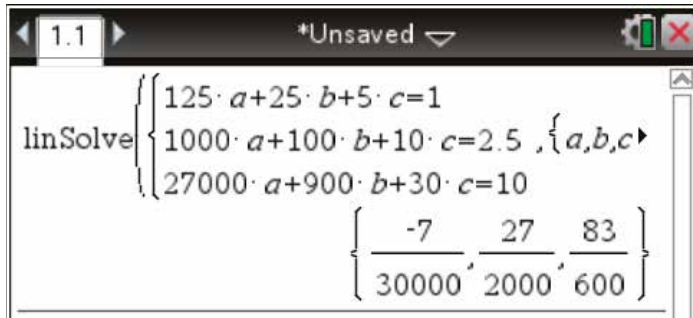 1.1 *Unsaved
125· a+25· b+5· c=1
linSolve 1000· a+100· b+10· c=2.5 ,{a,b,c
27000· a+900· b+30· c=10
{ -7/30000, 27/2000, 83/600 }